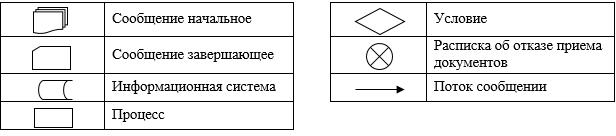 Сообщение начальное
Сообщение завершающее
Информационная система
Процесс
Условие
Расписка об отказе приема
документов
Поток сообщении